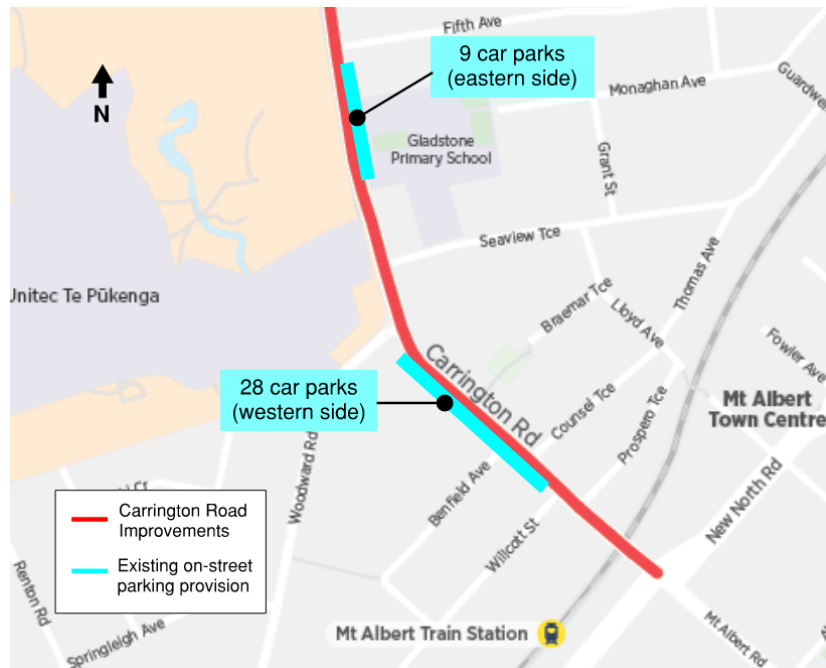 Fifth Ave
9 car parks
(eastern side)
N
Monaghan Ave
Gladstone
Primary School
Grant St
Seaview Tce
Thomas Ave
Unitec Te Pūkenga
Braemar Tce
Lloyd Ave
Fowler Ave
Carrington Rd
28 car parks
(western side)
Counsel Tce
Prospero Tce
Mt Albert
Town Centre
Woodward Rd
Benfield Ave
New North Rd
Willcott St
Carrington Road
Improvements
Existing on-street
parking provision
Renton Rd
Springleigh Ave
Mt Albert Train Station
Mt Albert Rd